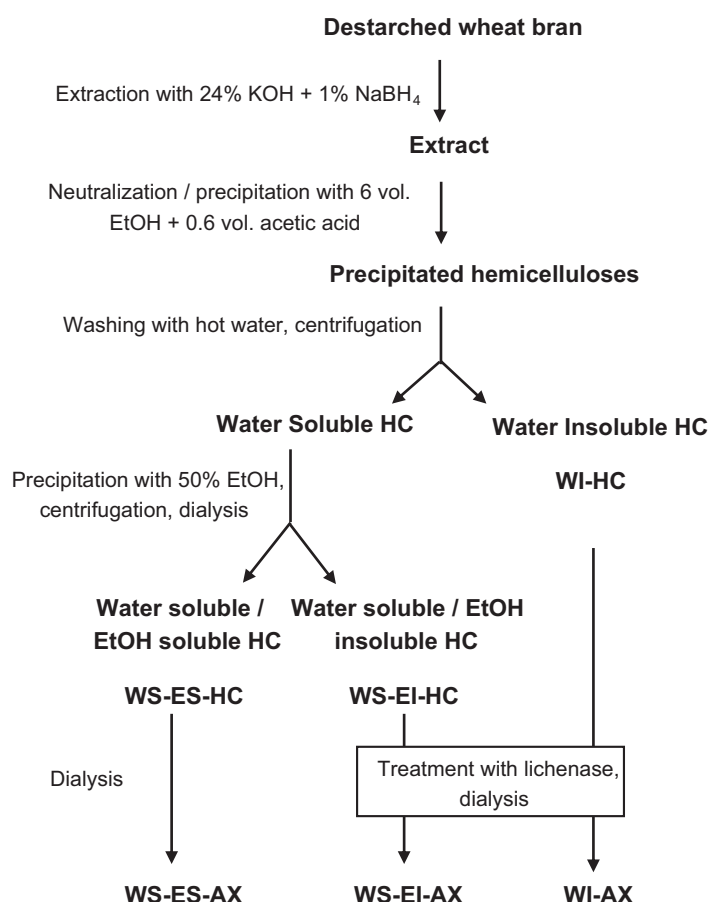 Destarched wheat bran
Extraction with 24% KOH + 1% NaBH₄
Extract
Neutralization / precipitation with 6 vol.
EtOH + 0.6 vol. acetic acid
Precipitated hemicelluloses
Washing with hot water, centrifugation
Water Soluble HC
Water Insoluble HC
WI-HC
Precipitation with 50% EtOH,
centrifugation, dialysis
Water soluble /
EtOH soluble HC
Water soluble / EtOH
insoluble HC
WS-ES-HC
WS-EI-HC
Dialysis
Treatment with lichenase,
dialysis
WS-ES-AX
WS-EI-AX
WI-AX